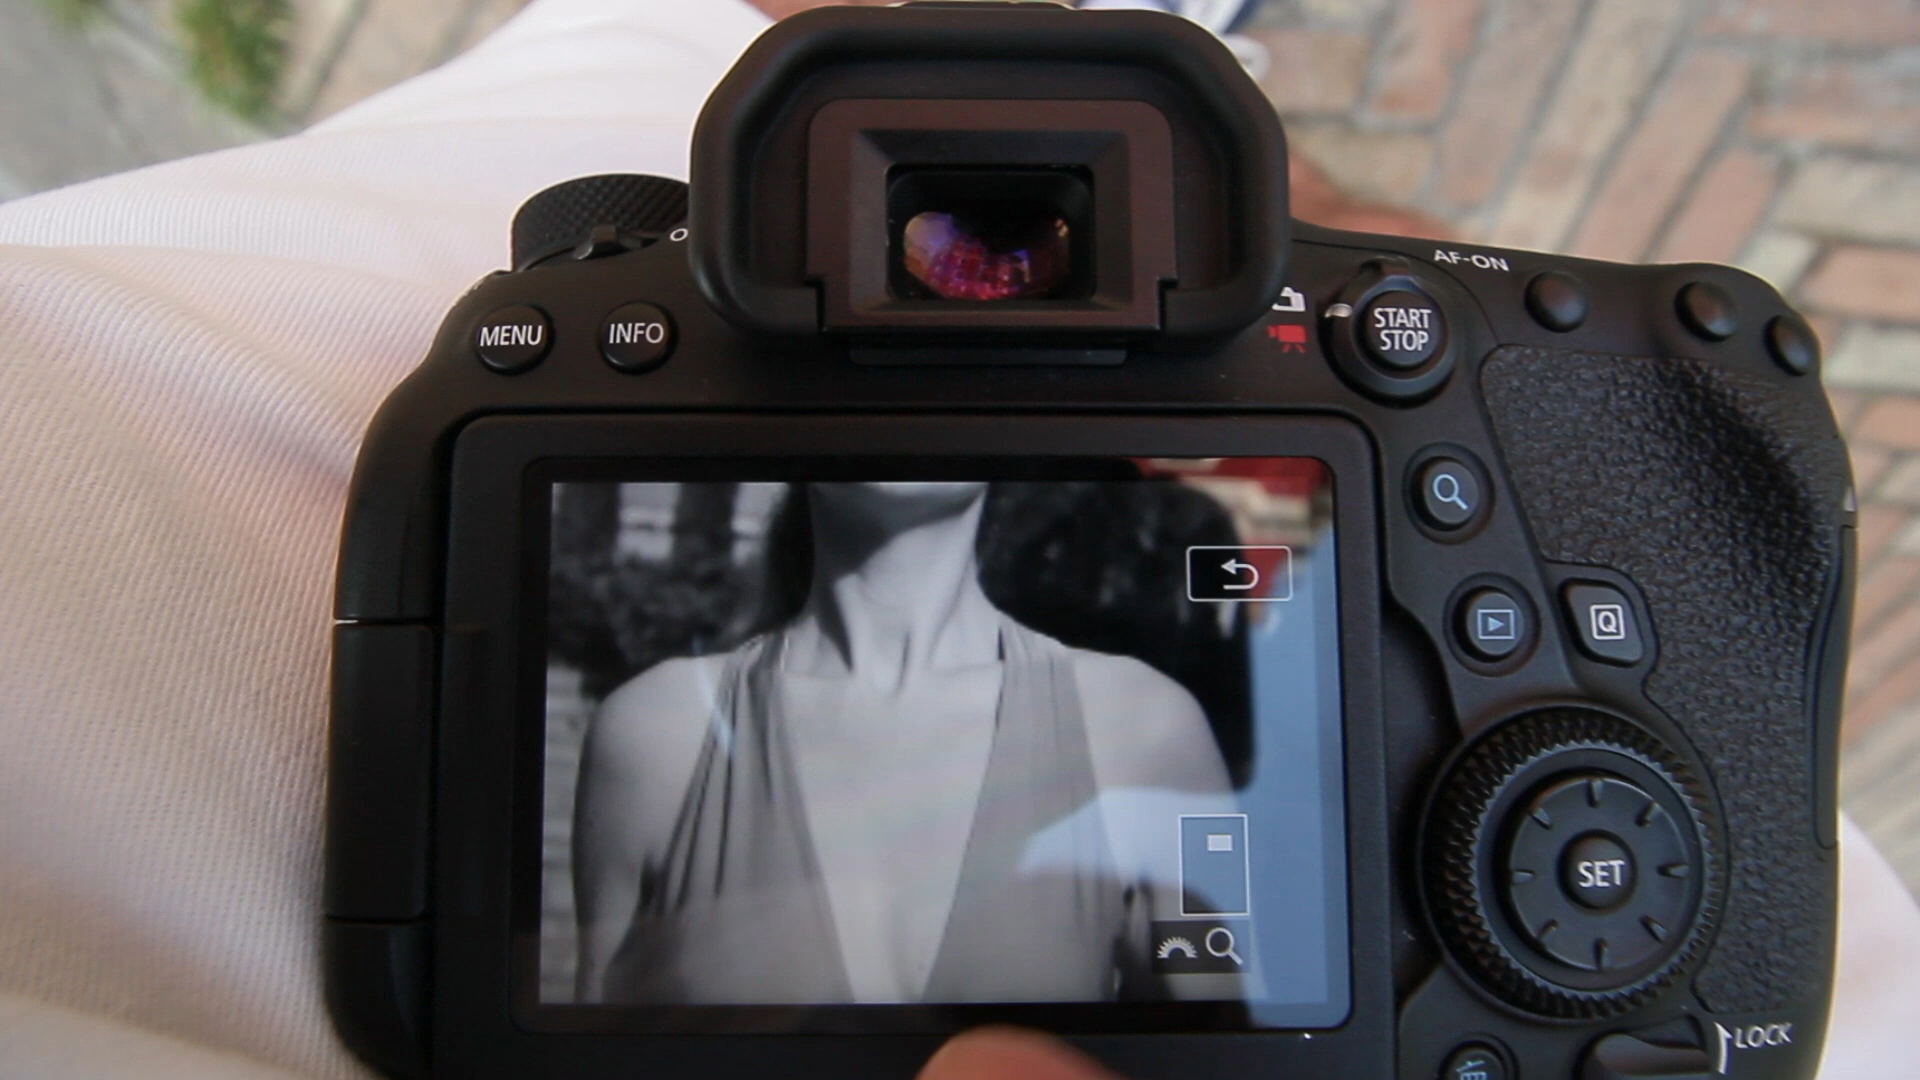 AF-ON
MENU
INFO
START
STOP
Q
SET
LOCK